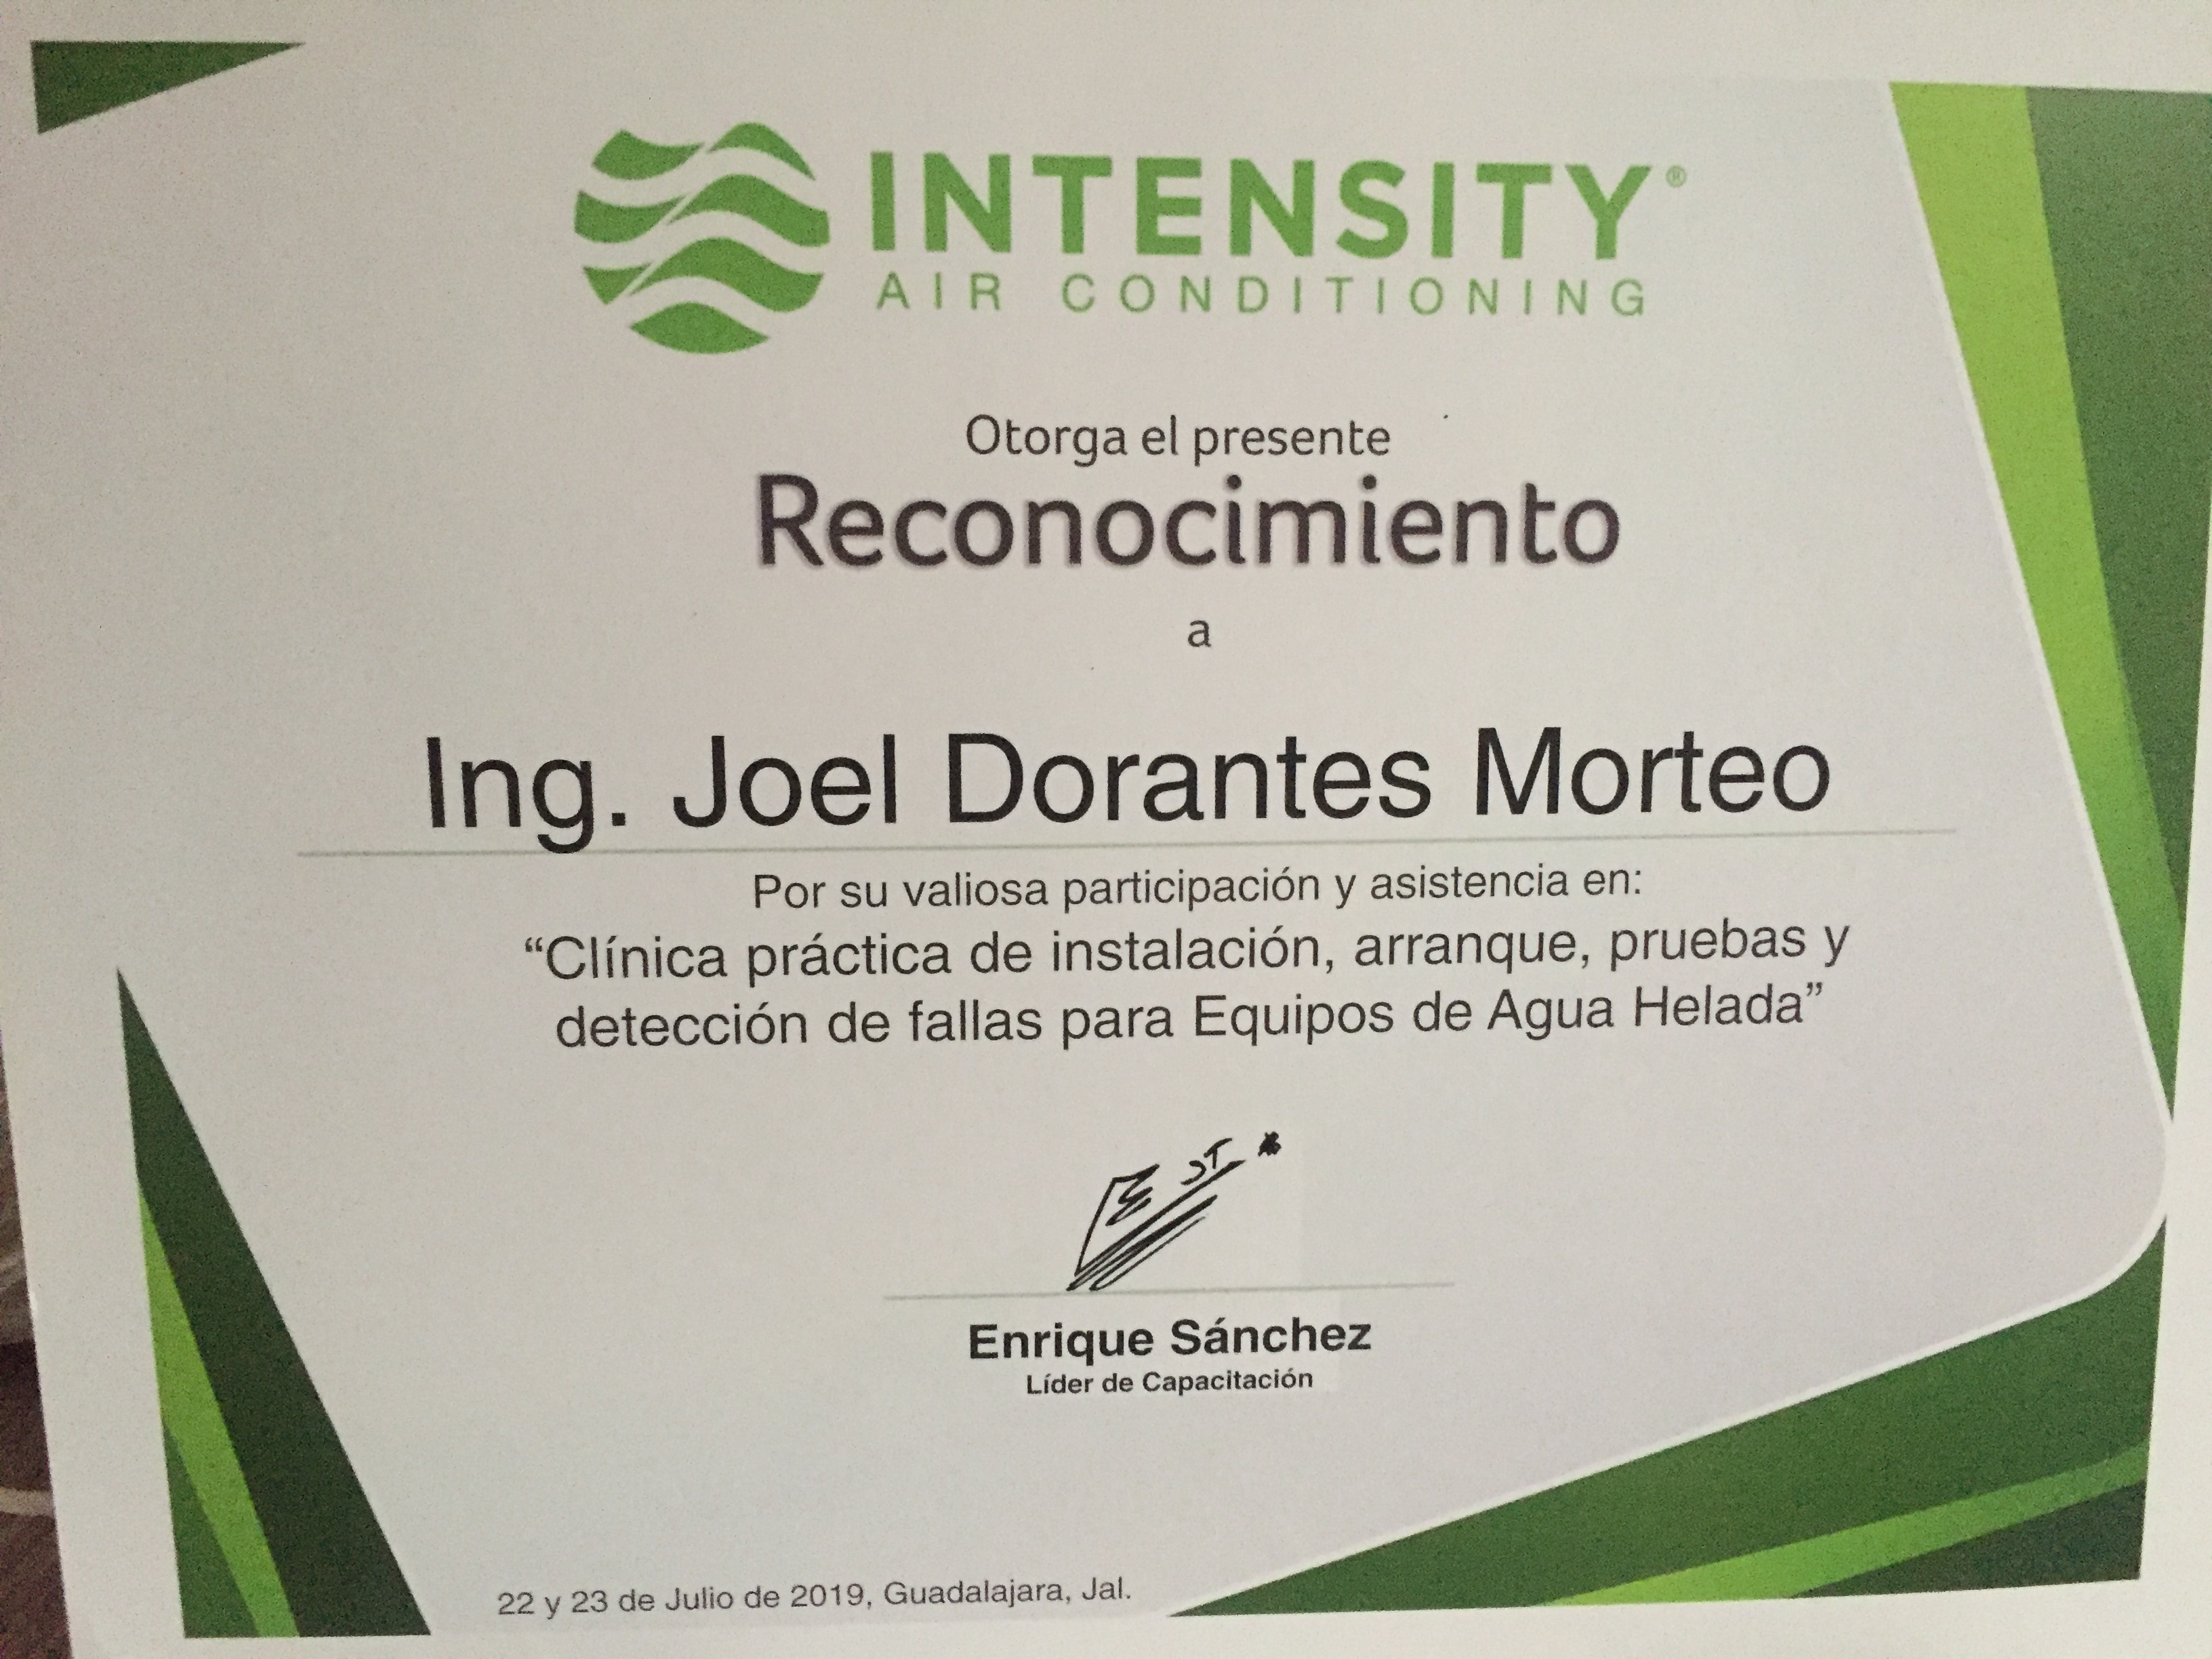 INTENSITY®
AIR CONDITIONING
Otorga el presente
Reconocimiento
a
Ing. Joel Dorantes Morteo
Por su valiosa participación y asistencia en:
“Clínica práctica de instalación, arranque, pruebas y
detección de fallas para Equipos de Agua Helada”
Enrique Sánchez
Líder de Capacitación
22 y 23 de Julio de 2019, Guadalajara, Jal.